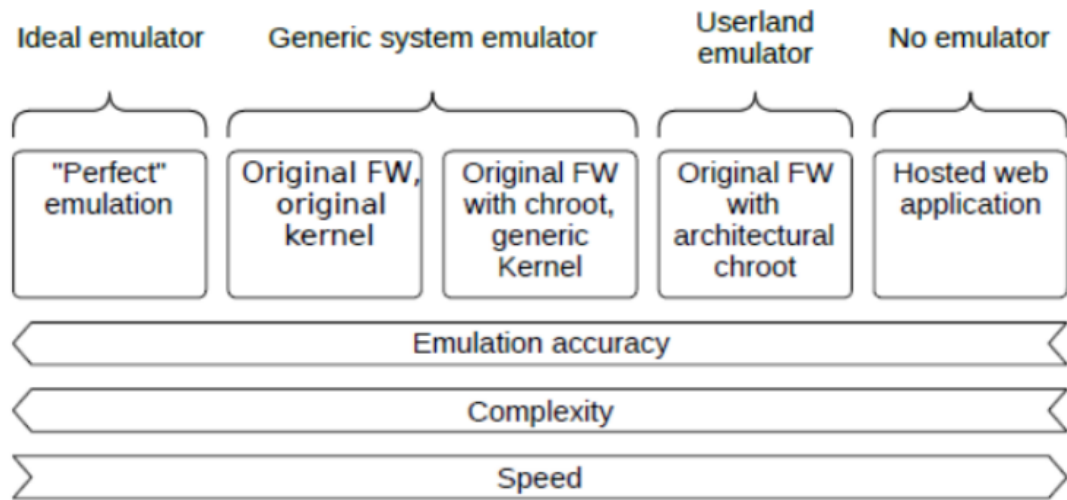 Ideal emulator
Generic system emulator
Userland
emulator
No emulator
"Perfect"
emulation
Original FW,
original
kernel
Original FW
with chroot,
generic
Kernel
Original FW
with
architectural
chroot
Hosted web
application
Emulation accuracy
Complexity
Speed